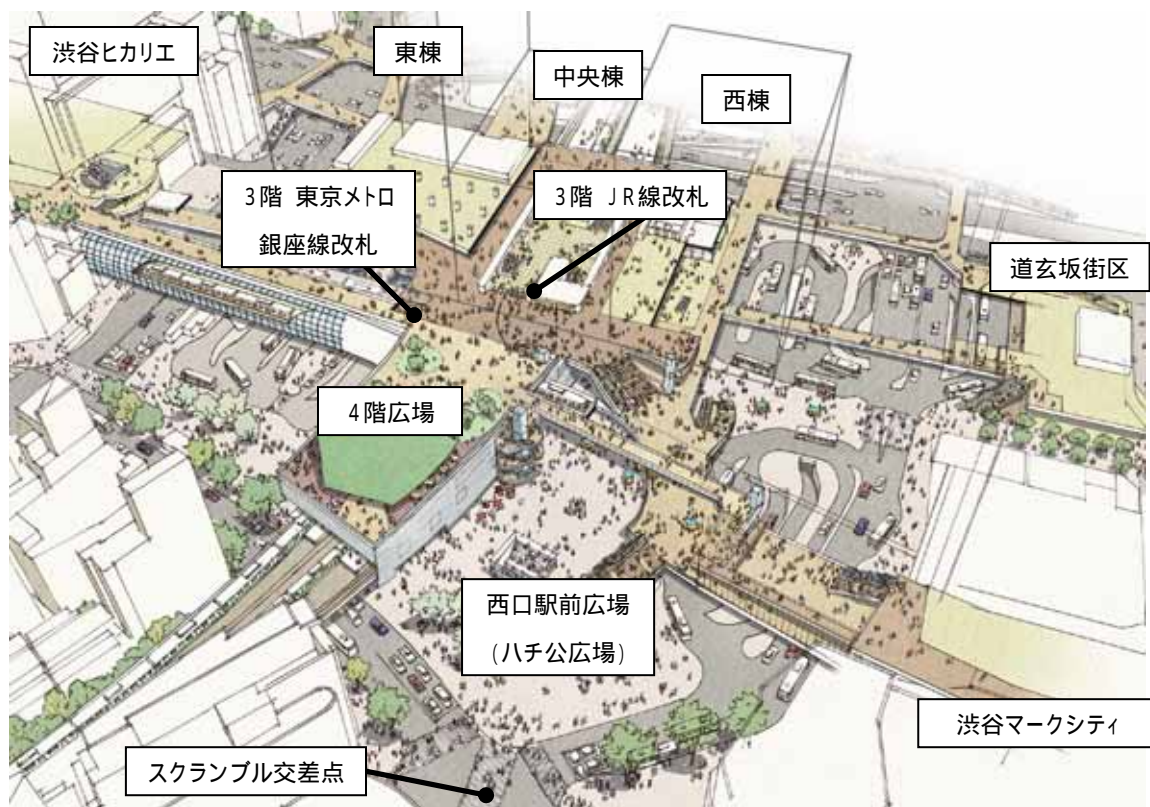 渋谷ヒカリエ
東棟
中央棟
西棟
3階 東京メトロ
銀座線改札
3階 JR線改札
道玄坂街区
4階広場
西口駅前広場
(ハチ公広場)
渋谷マークシティ
スクランブル交差点